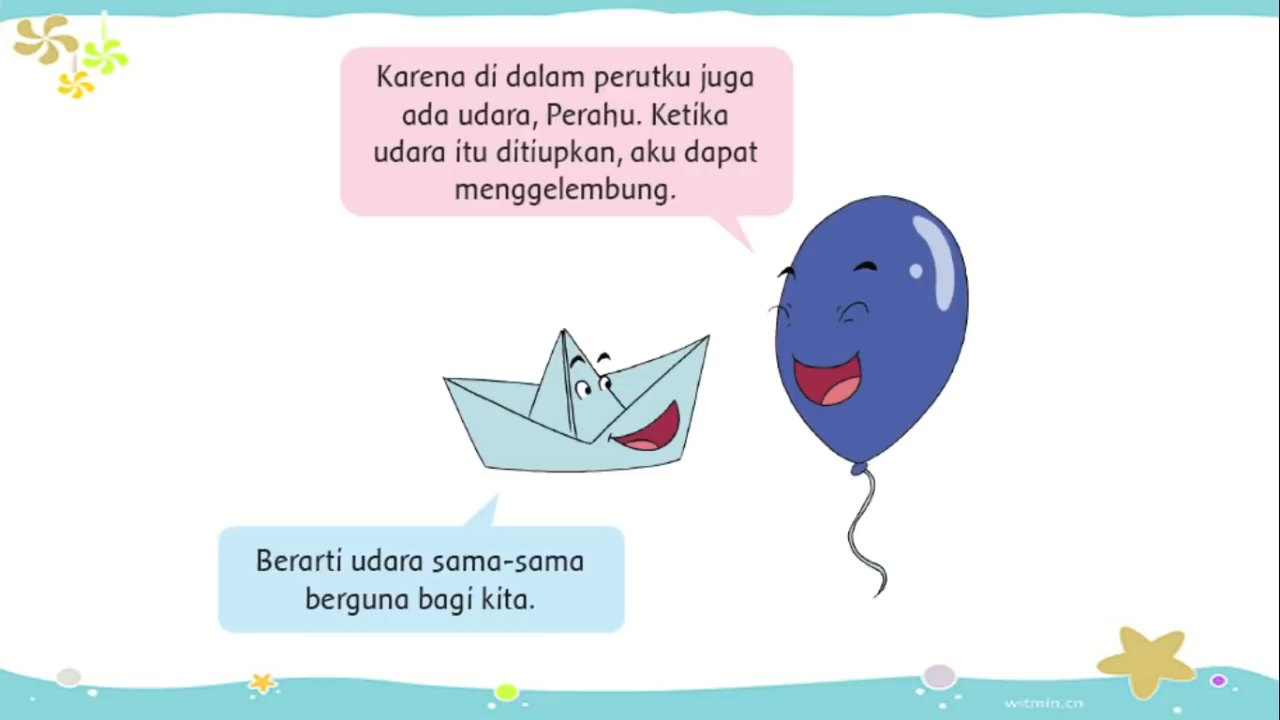 Karena di dalam perutku juga
ada udara, Perahu. Ketika
udara itu ditiupkan, aku dapat
menggelembung.
Berarti udara sama-sama
berguna bagi kita.
witmin.cn